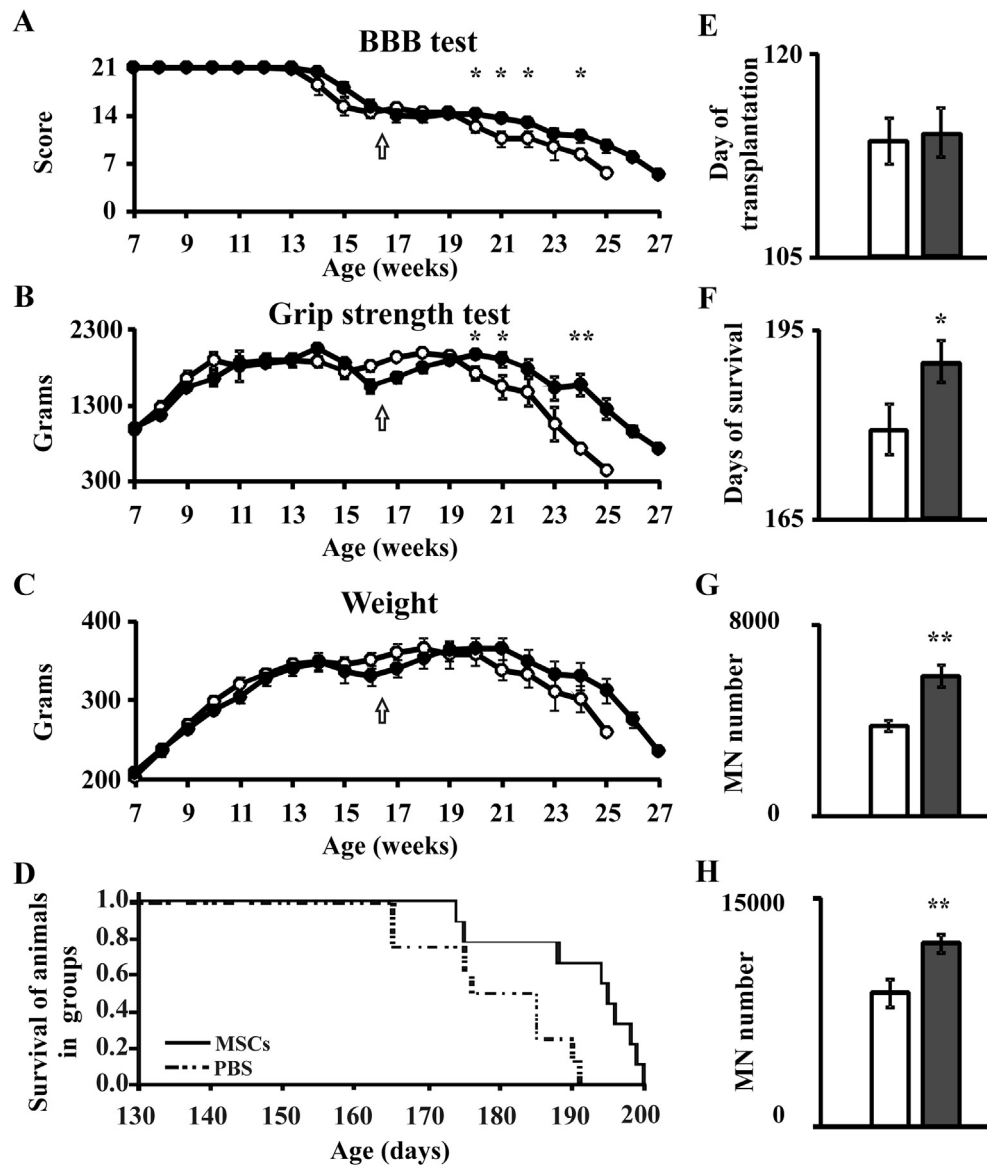 A
BBB test
21
14
7
0
Score
* * * *
7 9 11 13 15 17 19 21 23 25 27
Age (weeks)
B
Grip strength test
2300
1300
300
Grams
* * **
7 9 11 13 15 17 19 21 23 25 27
Age (weeks)
C
Weight
400
300
200
Grams
7 9 11 13 15 17 19 21 23 25 27
Age (weeks)
D
Survival of animals
in groups
1.0
0.8
0.6
0.4
0.2
0.0
MSCs
PBS
130 140 150 160 170 180 190 200
Age (days)
E
120
105
Day of
transplantation
F
195
165
Days of survival
*
G
8000
0
MN number
**
H
15000
0
MN number
**